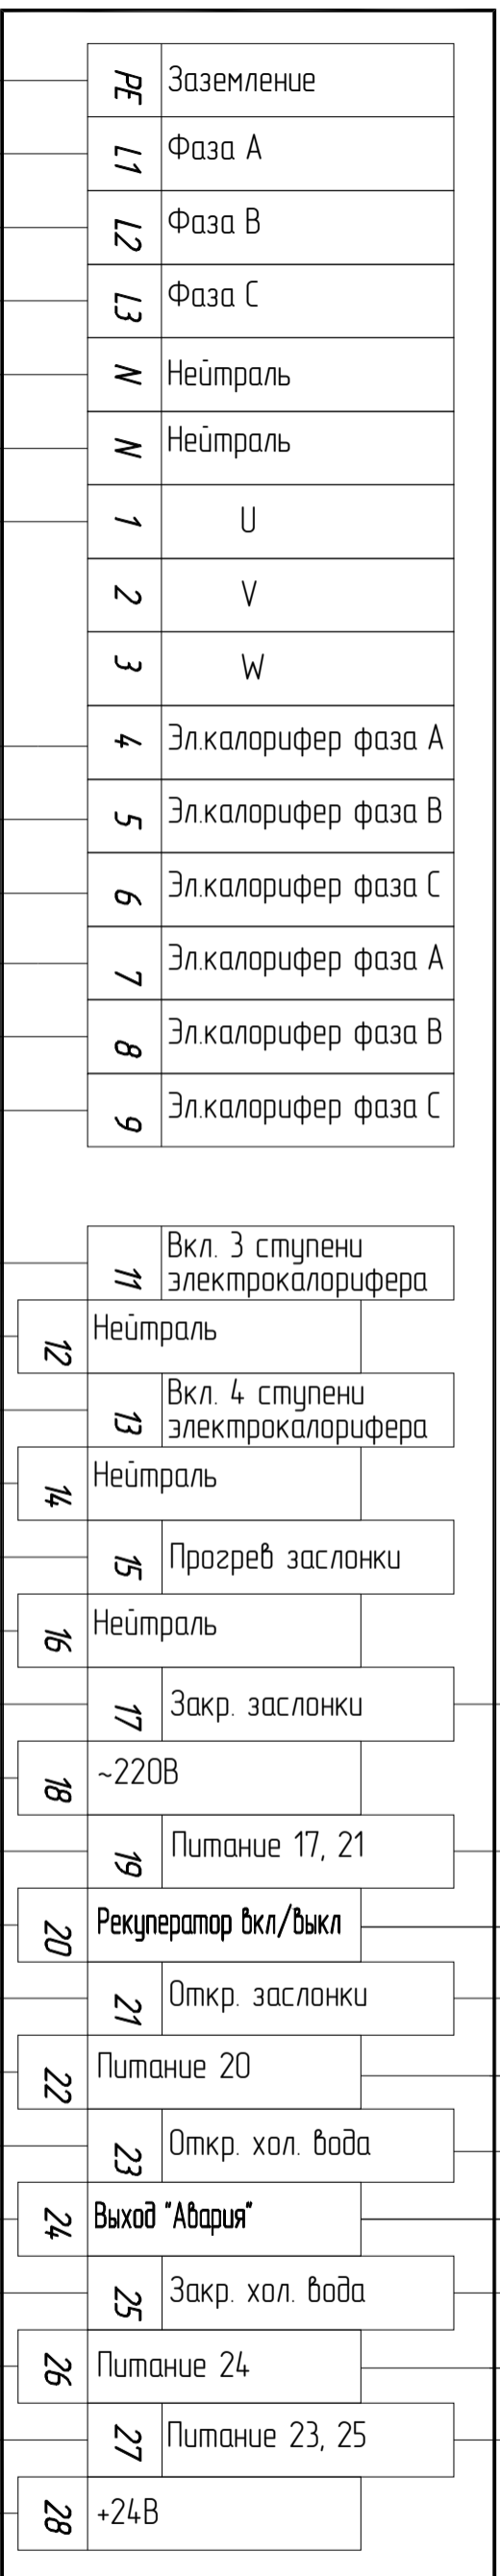 PE Заземление
L1 Фаза А
L2 Фаза В
L3 Фаза С
N Нейтраль
N Нейтраль
1 U
2 V
3 W
4 Эл.калорифер фаза А
5 Эл.калорифер фаза В
6 Эл.калорифер фаза С
7 Эл.калорифер фаза А
8 Эл.калорифер фаза В
9 Эл.калорифер фаза С
11 Вкл. 3 ступени
электрокалорифера
12 Нейтраль
13 Вкл. 4 ступени
электрокалорифера
14 Нейтраль
15 Прогрев заслонки
16 Нейтраль
17 Закр. заслонки
18 ~220В
19 Питание 17, 21
20 Рекуператор вкл/выкл
21 Откр. заслонки
22 Питание 20
23 Откр. хол. вода
24 Выход "Авария"
25 Закр. хол. вода
26 Питание 24
27 Питание 23, 25
28 +24В